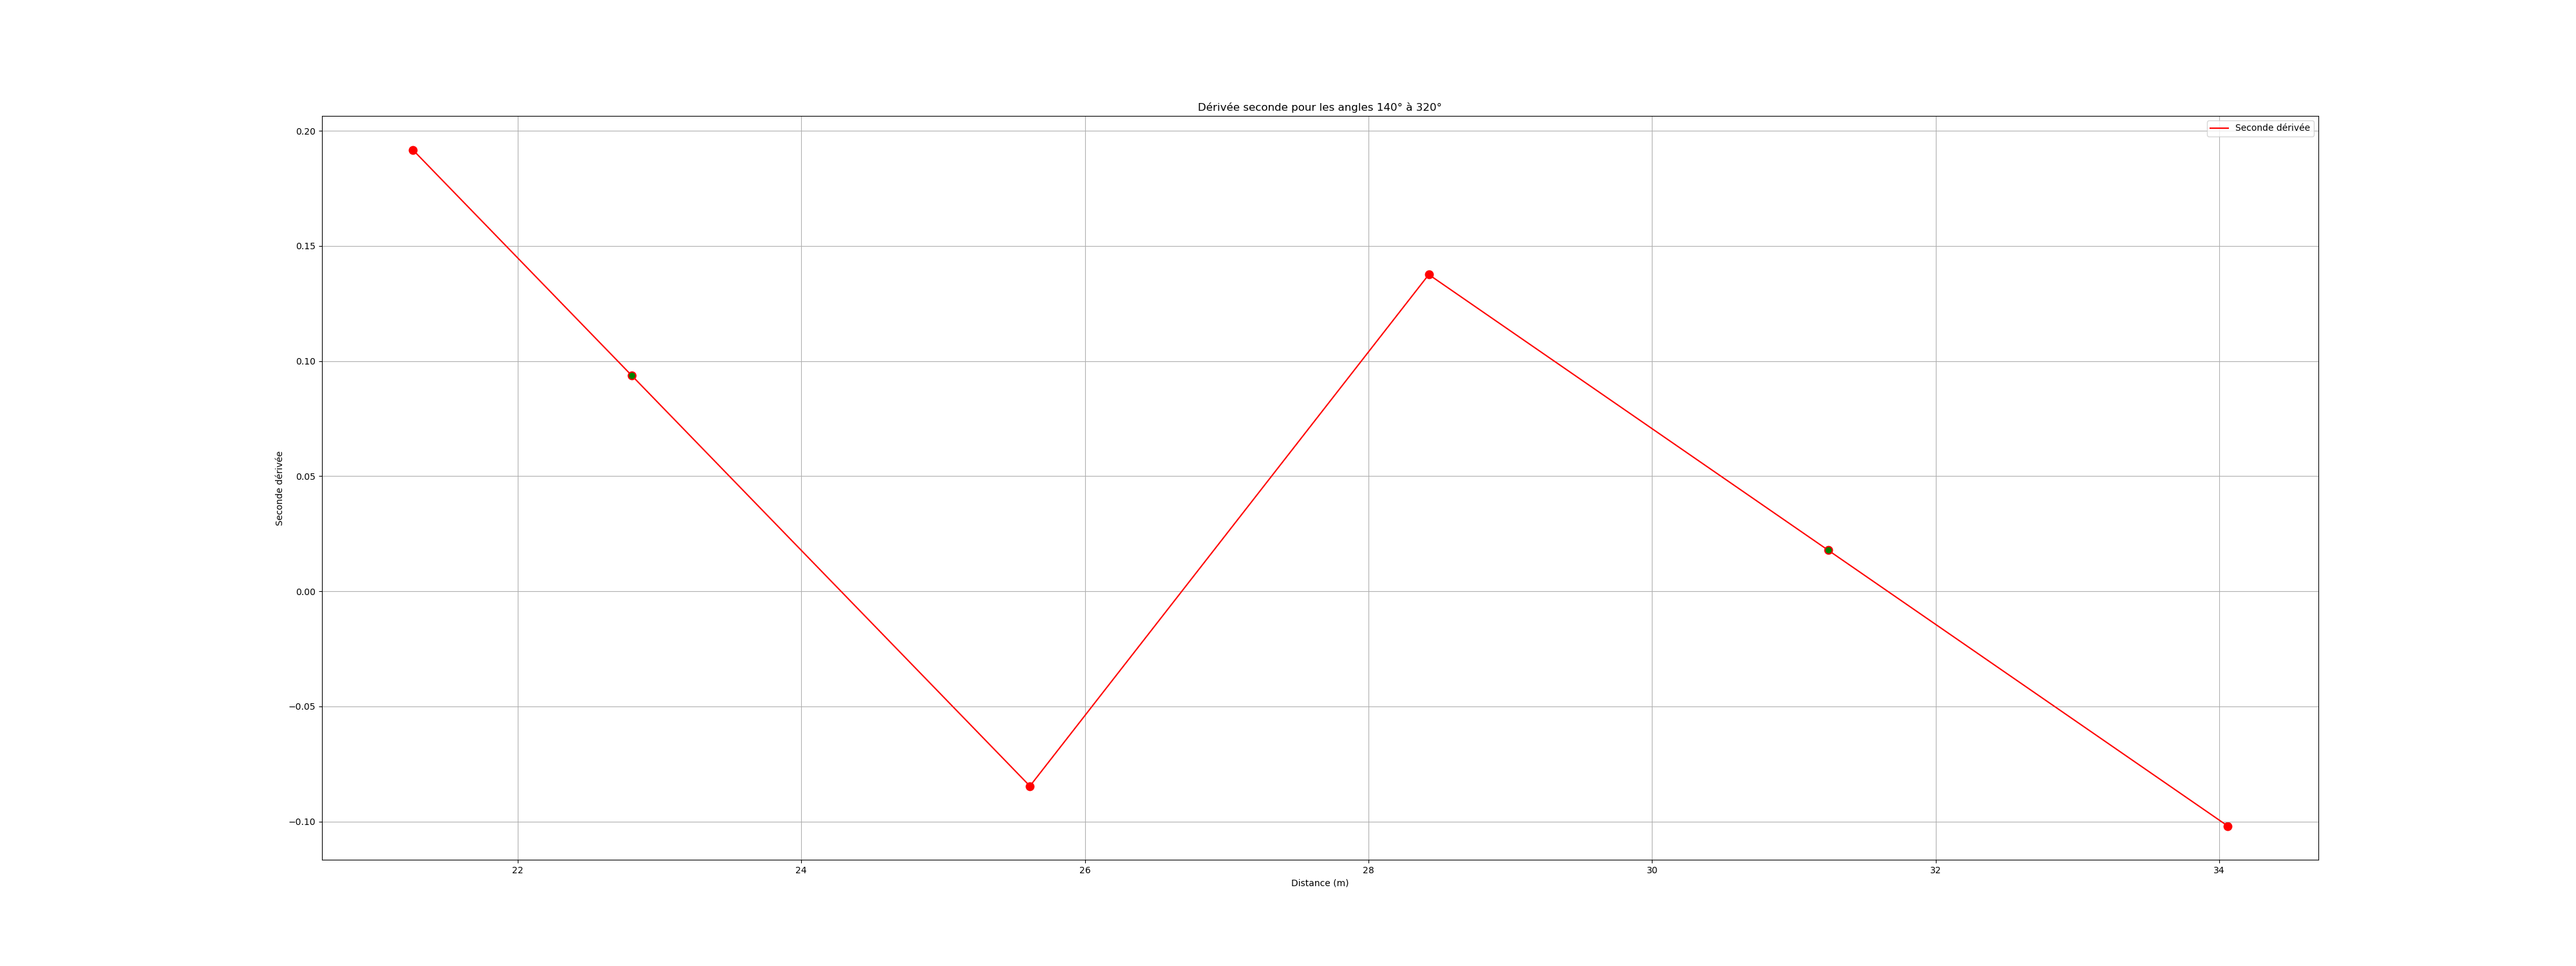 Dérivée seconde pour les angles 140° à 320°
Seconde dérivée
0.20
0.15
0.10
0.05
0.00
−0.05
−0.10
Seconde dérivée
22 24 26 28 30 32 34
Distance (m)